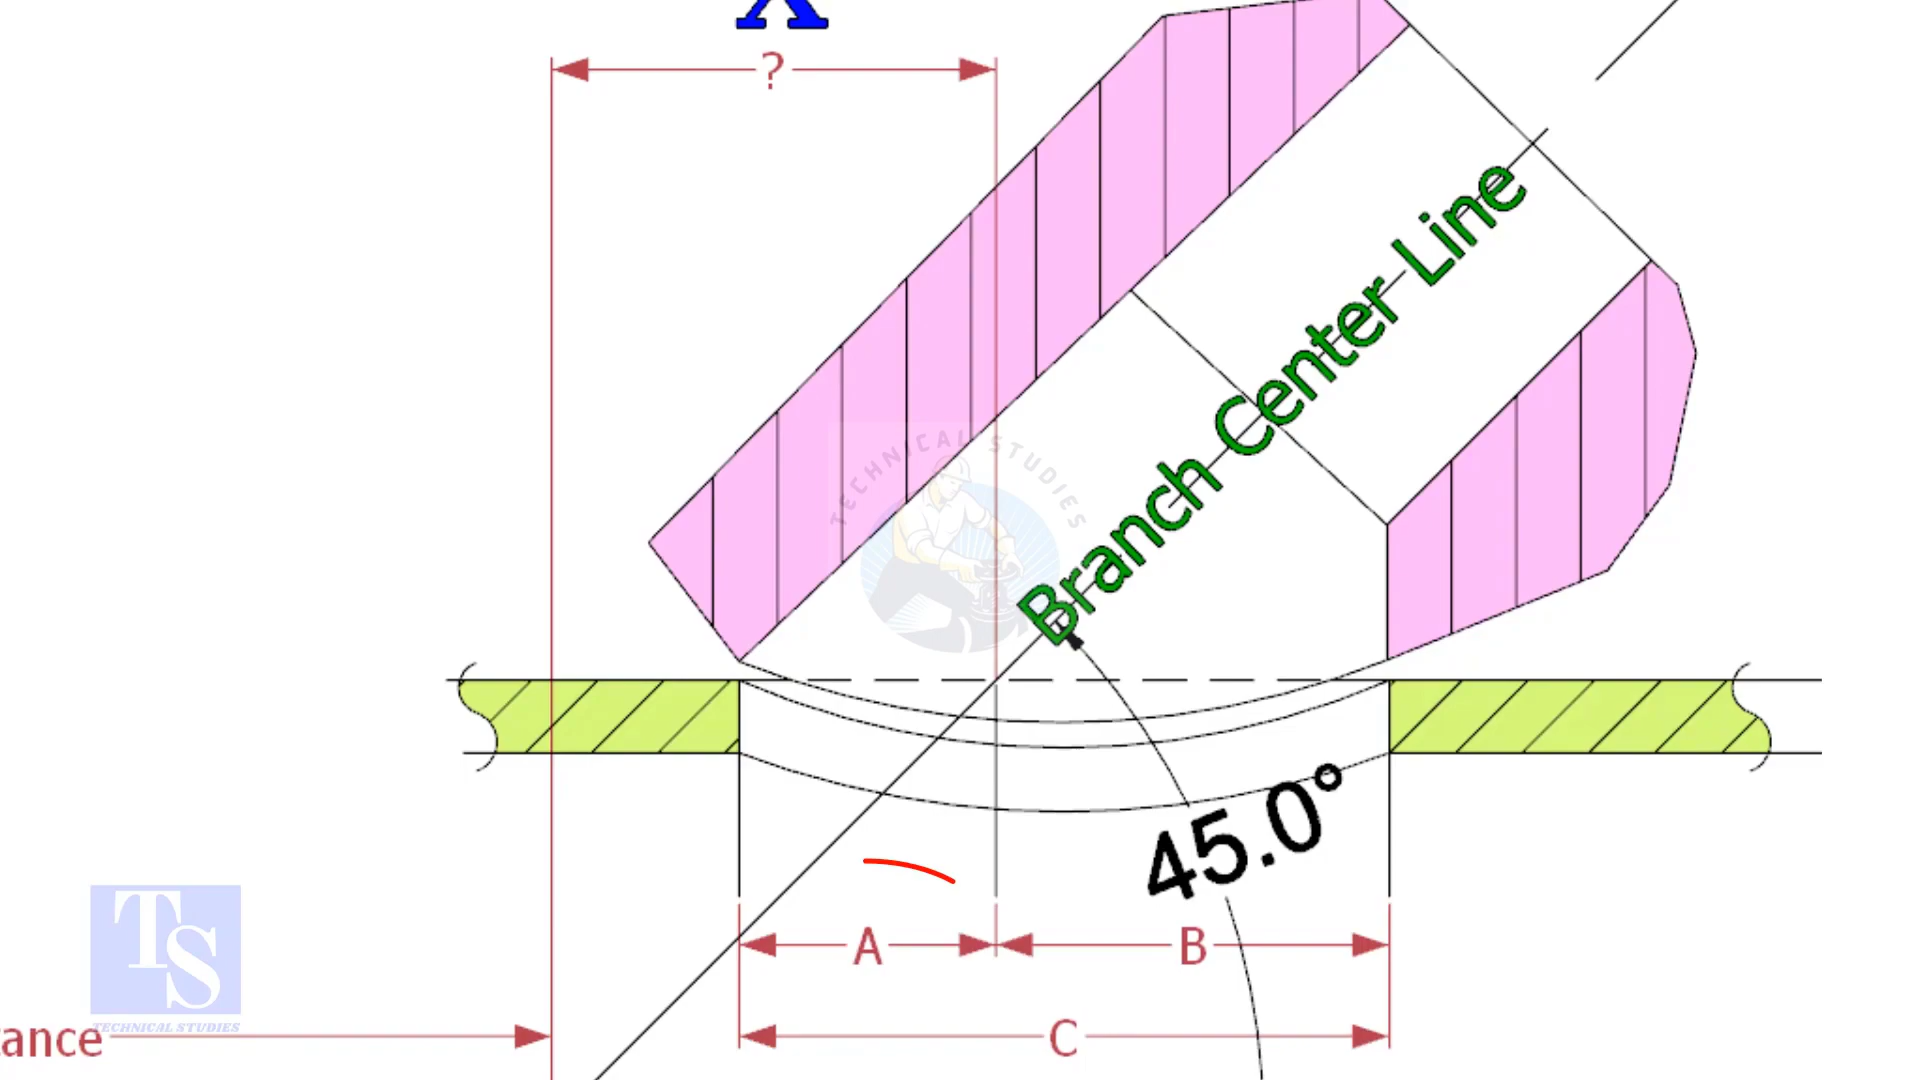 X
?
Branch Center Line
TECHNICAL STUDIES
45.0°
A
B
C
TS
TECHNICAL STUDIES
ance